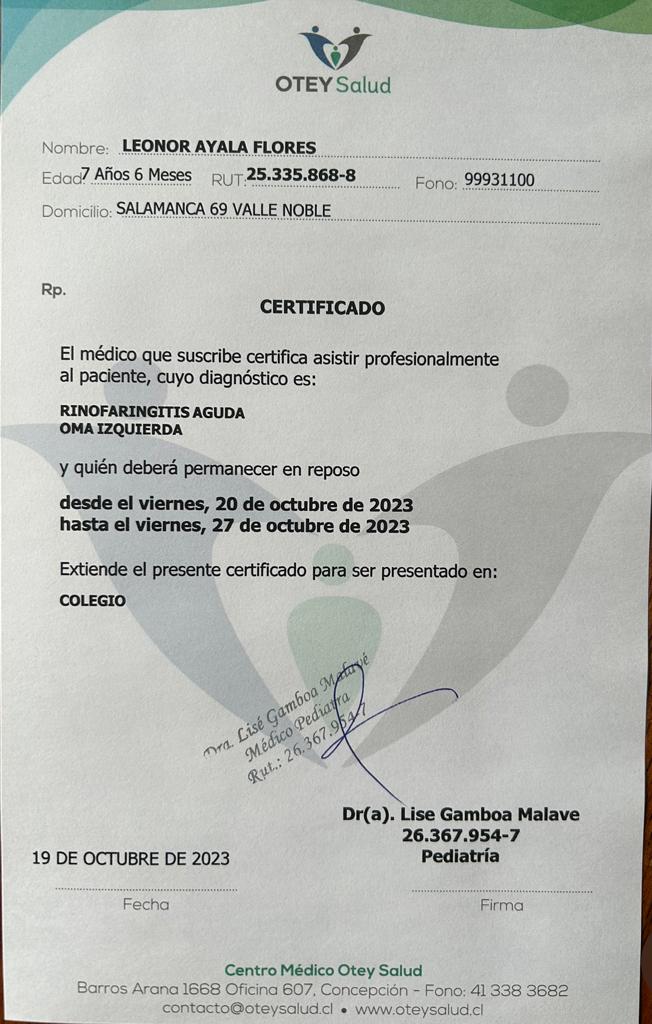 OTEY Salud
Nombre: LEONOR AYALA FLORES
Edad: 7 Años 6 Meses RUT: 25.335.868-8 Fono: 99931100
Domicilio: SALAMANCA 69 VALLE NOBLE
Rp.
CERTIFICADO
El médico que suscribe certifica asistir profesionalmente
al paciente, cuyo diagnóstico es:
RINOFARINGITIS AGUDA
OMA IZQUIERDA
y quién deberá permanecer en reposo
desde el viernes, 20 de octubre de 2023
hasta el viernes, 27 de octubre de 2023
Extiende el presente certificado para ser presentado en:
COLEGIO
Dra. Lisé Gamboa Malavé
Médico Pediatra
Rut.: 26.367.954-7
Dr(a). Lise Gamboa Malave
26.367.954-7
Pediatría
19 DE OCTUBRE DE 2023
Fecha
Firma
Centro Médico Otey Salud
Barros Arana 1668 Oficina 607, Concepción - Fono: 41 338 3682
contacto@oteysalud.cl • www.oteysalud.cl